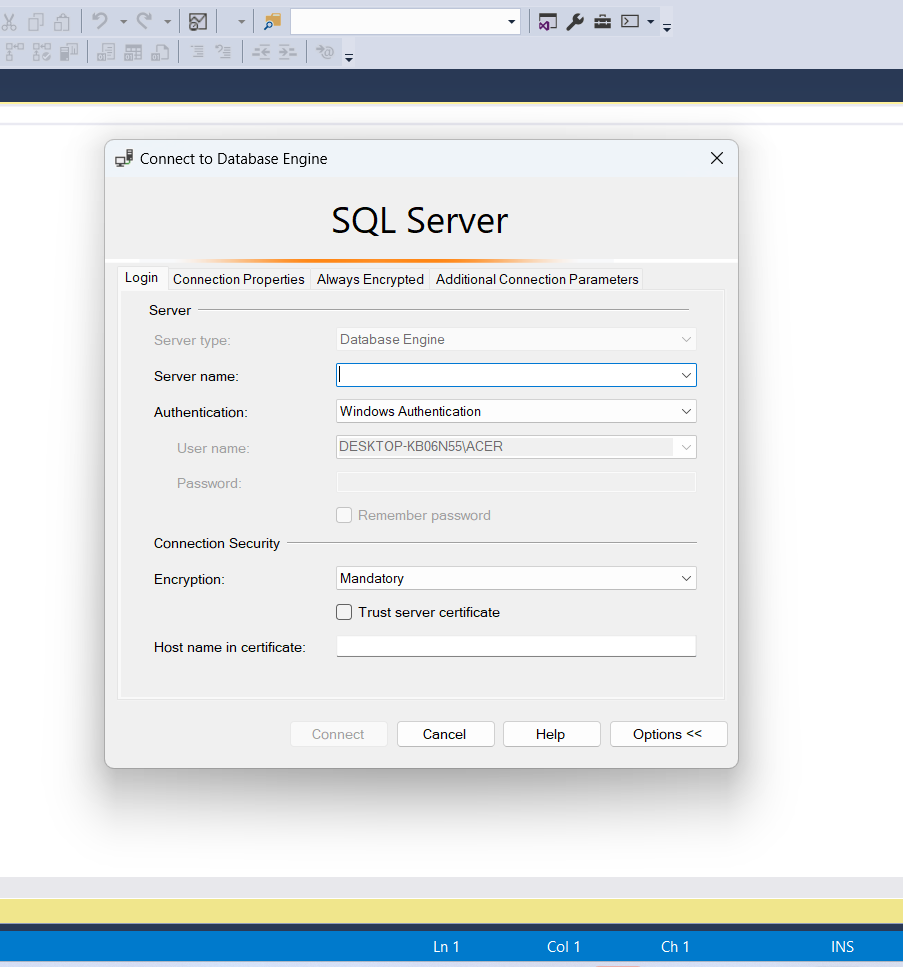 Connect to Database Engine
SQL Server
Login Connection Properties Always Encrypted Additional Connection Parameters
Server
Server type: Database Engine
Server name:
Authentication: Windows Authentication
User name: DESKTOP-KB06N55\ACER
Password:
Remember password
Connection Security
Encryption: Mandatory
Trust server certificate
Host name in certificate:
Connect Cancel Help Options <<
Ln 1 Col 1 Ch 1 INS